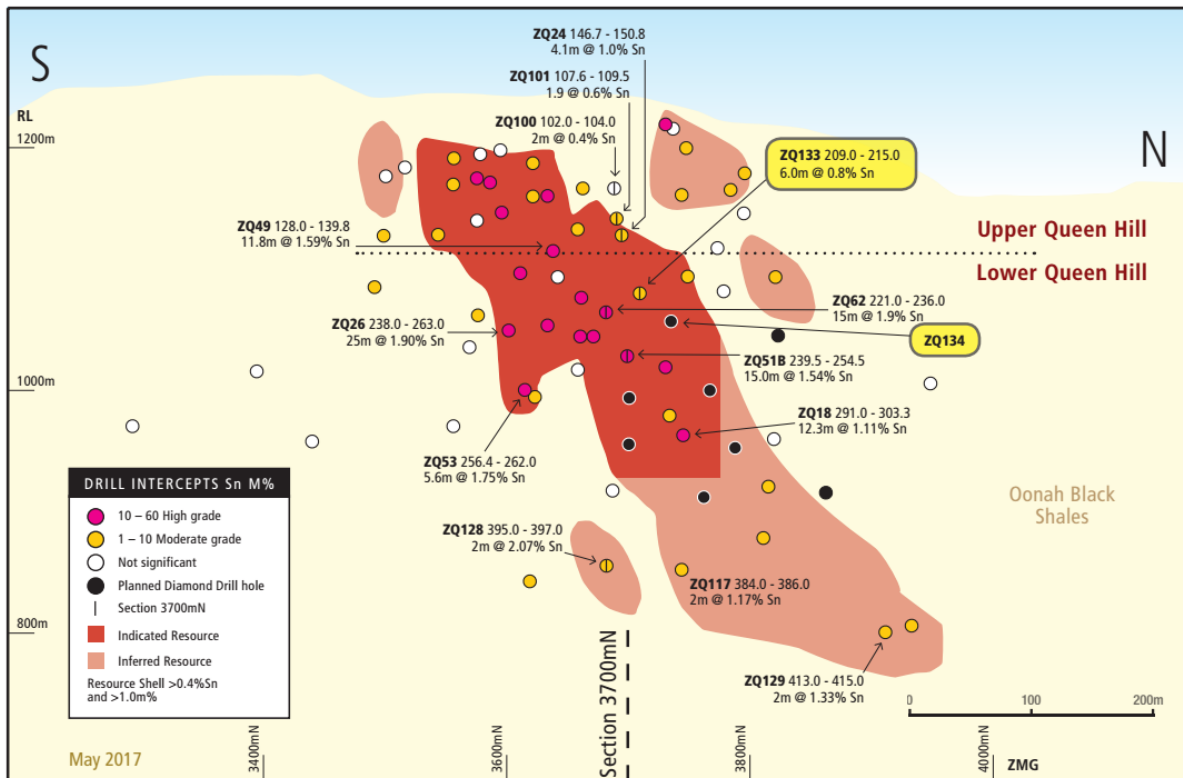 S
N
RL
1200m
1000m
800m
ZQ24 146.7 - 150.8
4.1m @ 1.0% Sn
ZQ101 107.6 - 109.5
1.9 @ 0.6% Sn
ZQ100 102.0 - 104.0
2m @ 0.4% Sn
ZQ133 209.0 - 215.0
6.0m @ 0.8% Sn
ZQ49 128.0 - 139.8
11.8m @ 1.59% Sn
Upper Queen Hill
Lower Queen Hill
ZQ62 221.0 - 236.0
15m @ 1.9% Sn
ZQ26 238.0 - 263.0
25m @ 1.90% Sn
ZQ134
ZQ51B 239.5 - 254.5
15.0m @ 1.54% Sn
ZQ18 291.0 - 303.3
12.3m @ 1.11% Sn
ZQ53 256.4 - 262.0
5.6m @ 1.75% Sn
Oonah Black
Shales
ZQ128 395.0 - 397.0
2m @ 2.07% Sn
ZQ117 384.0 - 386.0
2m @ 1.17% Sn
ZQ129 413.0 - 415.0
2m @ 1.33% Sn
DRILL INTERCEPTS Sn M%
10 – 60 High grade
1 – 10 Moderate grade
Not significant
Planned Diamond Drill hole
Section 3700mN
Indicated Resource
Inferred Resource
Resource Shell >0.4%Sn
and >1.0m%
0
200m
May 2017
3400mN
3600mN
Section 3700mN
3800mN
4000mN
ZMG